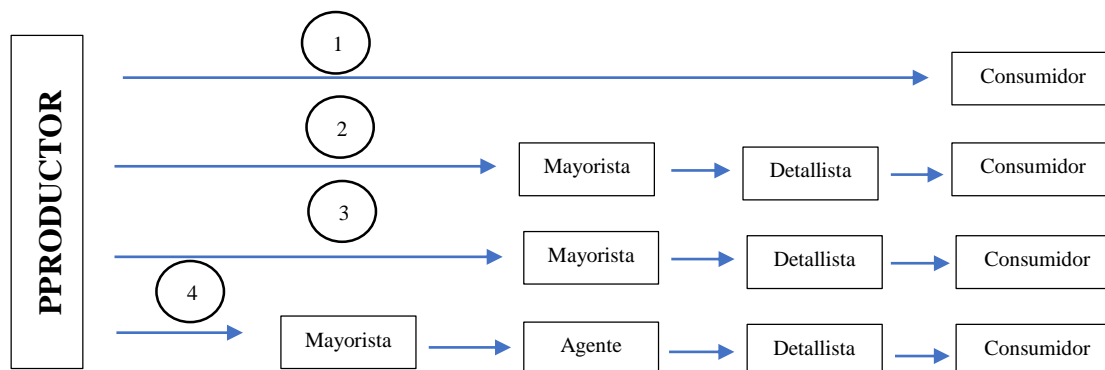 PPRODUCTOR
1
Consumidor
2
Mayorista
Detallista
Consumidor
3
Mayorista
Detallista
Consumidor
4
Mayorista
Agente
Detallista
Consumidor